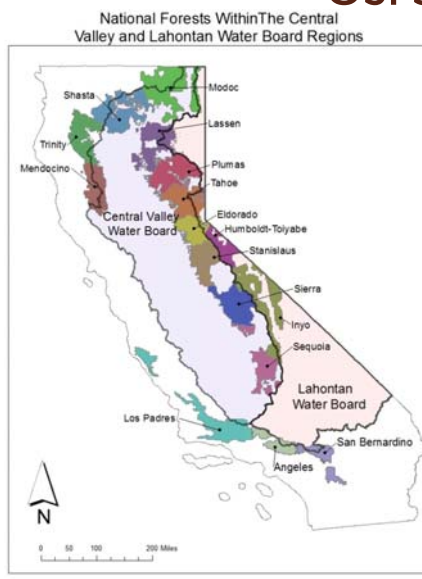 National Forests WithinThe Central
Valley and Lahontan Water Board Regions
Modoc
Shasta
Lassen
Trinity
Plumas
Mendocino
Tahoe
Eldorado
Central Valley
Water Board
Humboldt-Toiyabe
Stanislaus
Sierra
Inyo
Sequoia
Lahontan
Water Board
Los Padres
San Bernardino
Angeles
N
0 50 100 200 Miles